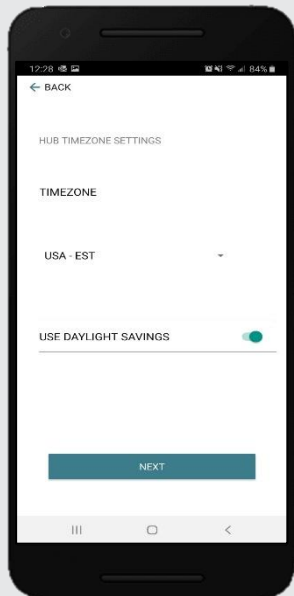 12:28 84%
← BACK
HUB TIMEZONE SETTINGS
TIMEZONE
USA - EST
USE DAYLIGHT SAVINGS
NEXT